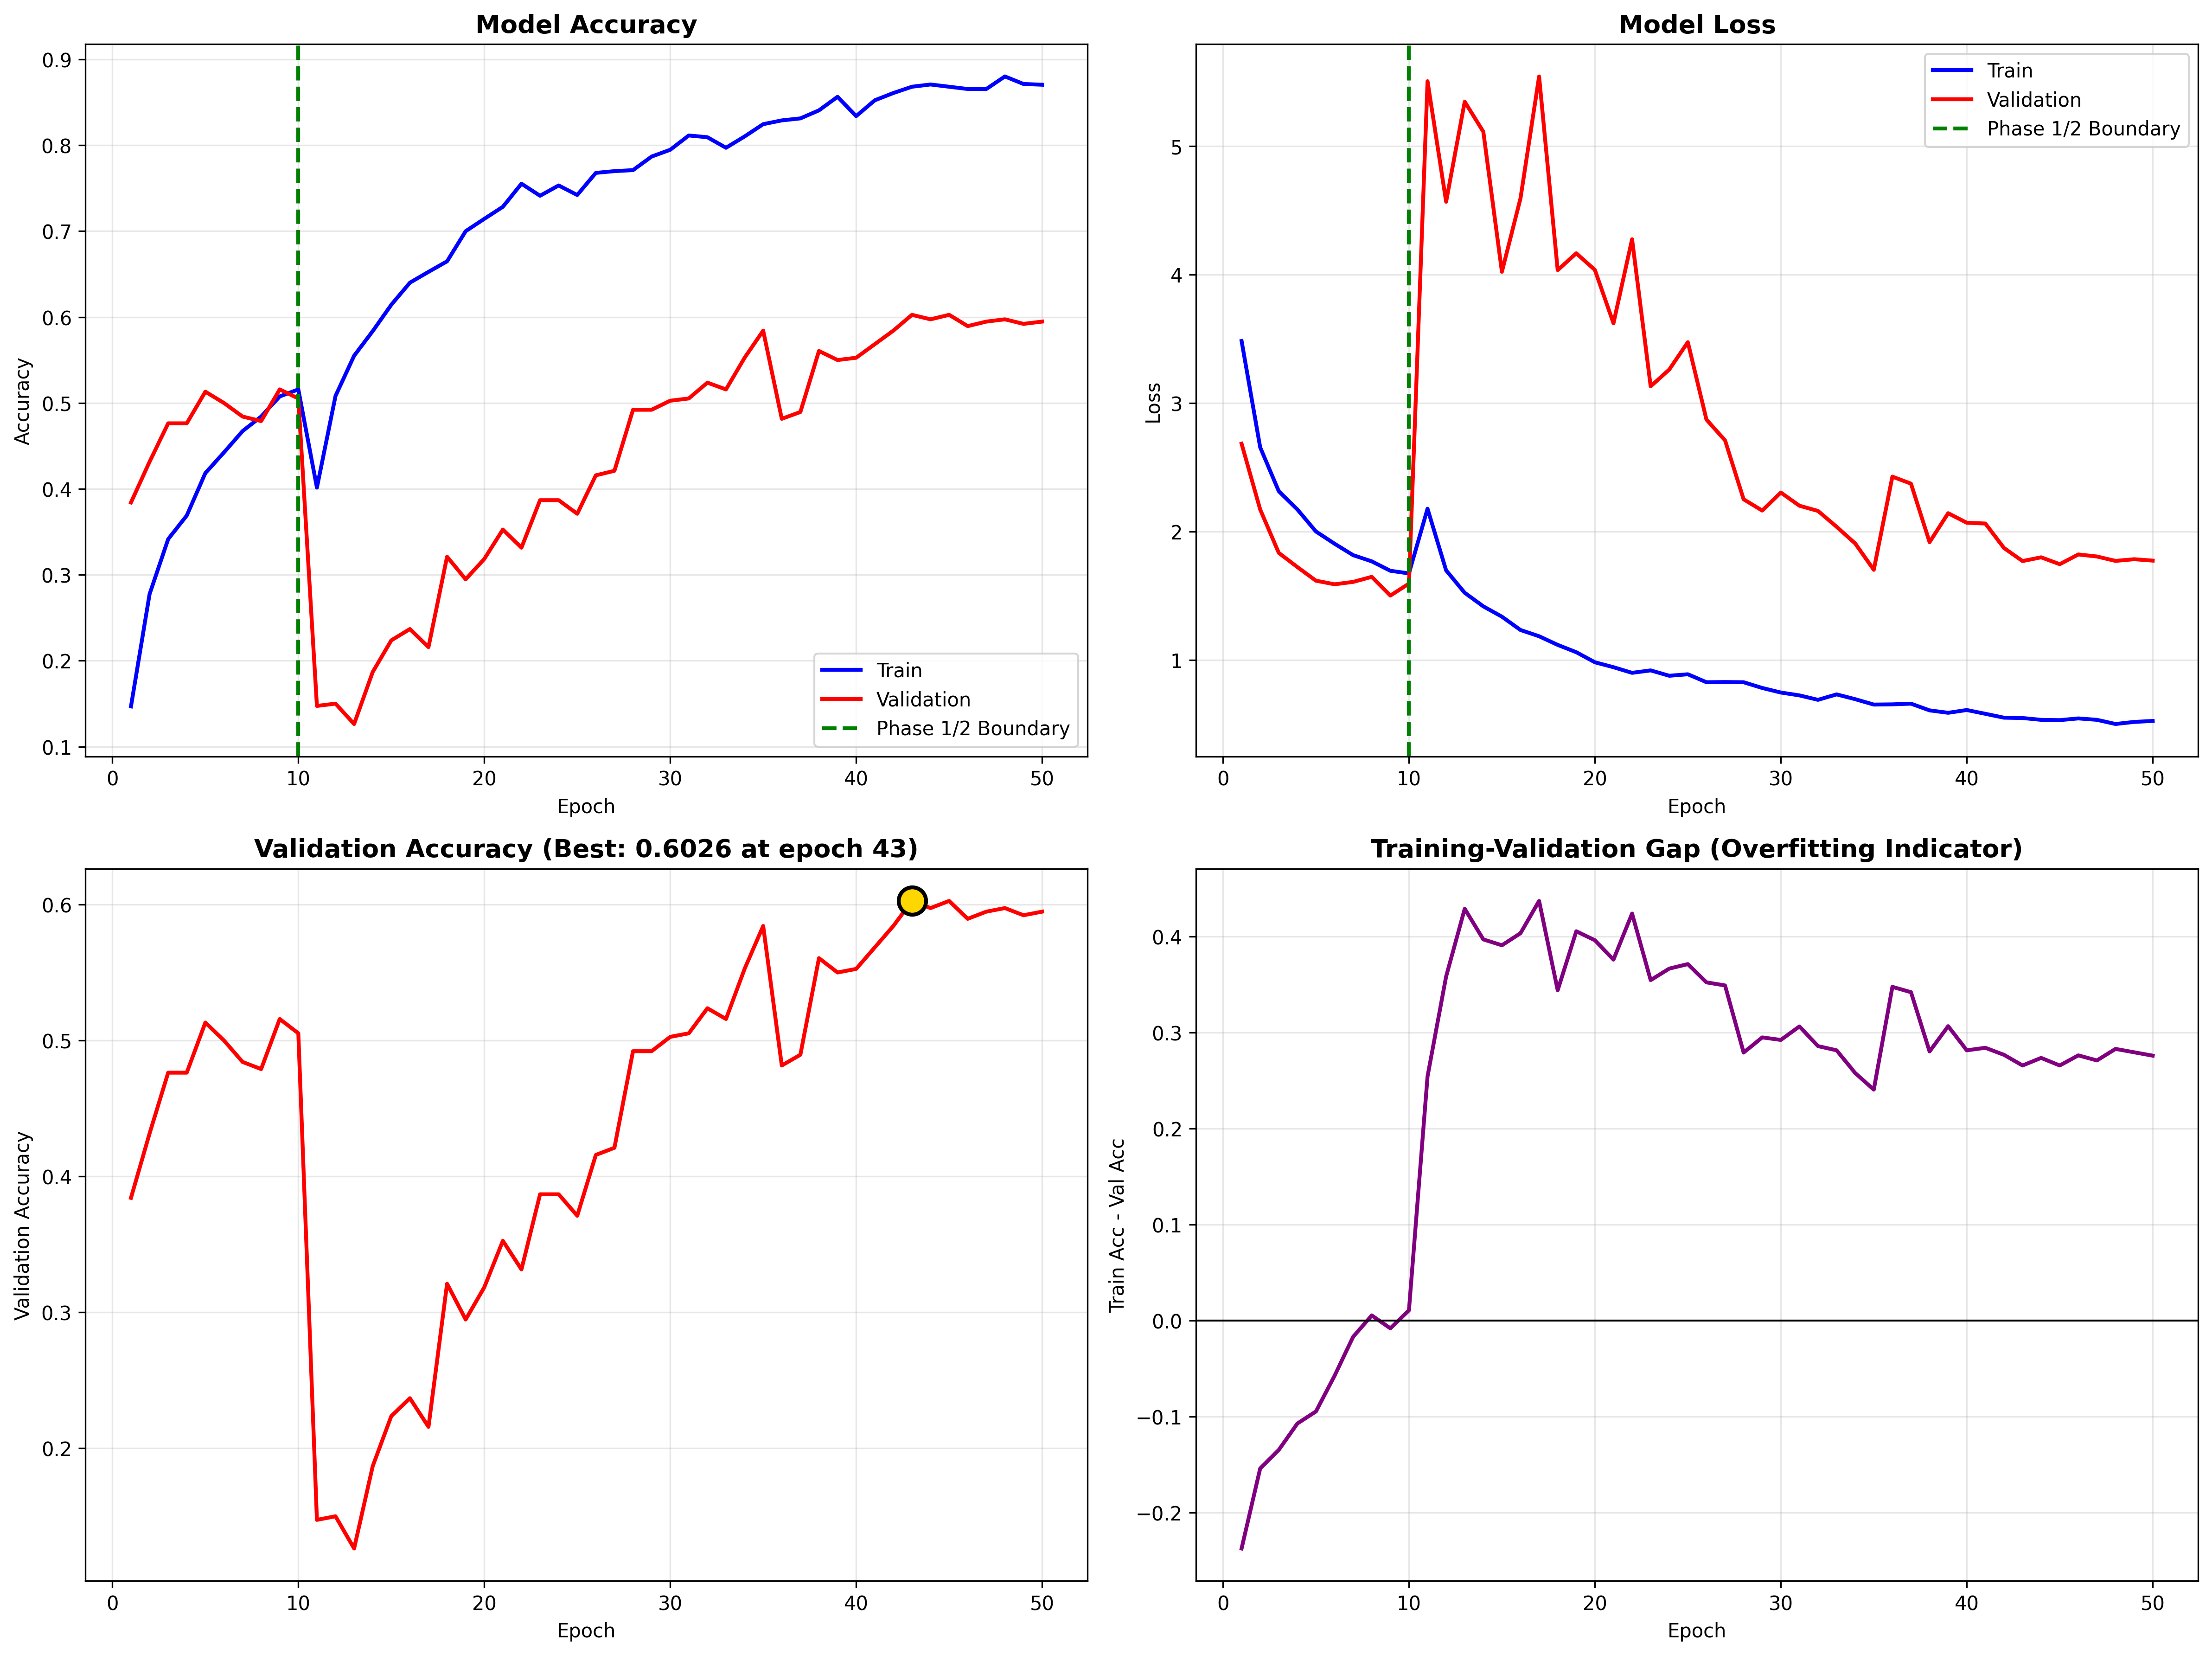 Model Accuracy
0.9
0.8
0.7
0.6
0.5
0.4
0.3
0.2
0.1
Accuracy
Train
Validation
Phase 1/2 Boundary
0 10 20 30 40 50
Epoch
Model Loss
5
4
3
2
1
Loss
Train
Validation
Phase 1/2 Boundary
0 10 20 30 40 50
Epoch
Validation Accuracy (Best: 0.6026 at epoch 43)
0.6
0.5
0.4
0.3
0.2
Validation Accuracy
0 10 20 30 40 50
Epoch
Training-Validation Gap (Overfitting Indicator)
0.4
0.3
0.2
0.1
0.0
−0.1
−0.2
Train Acc - Val Acc
0 10 20 30 40 50
Epoch